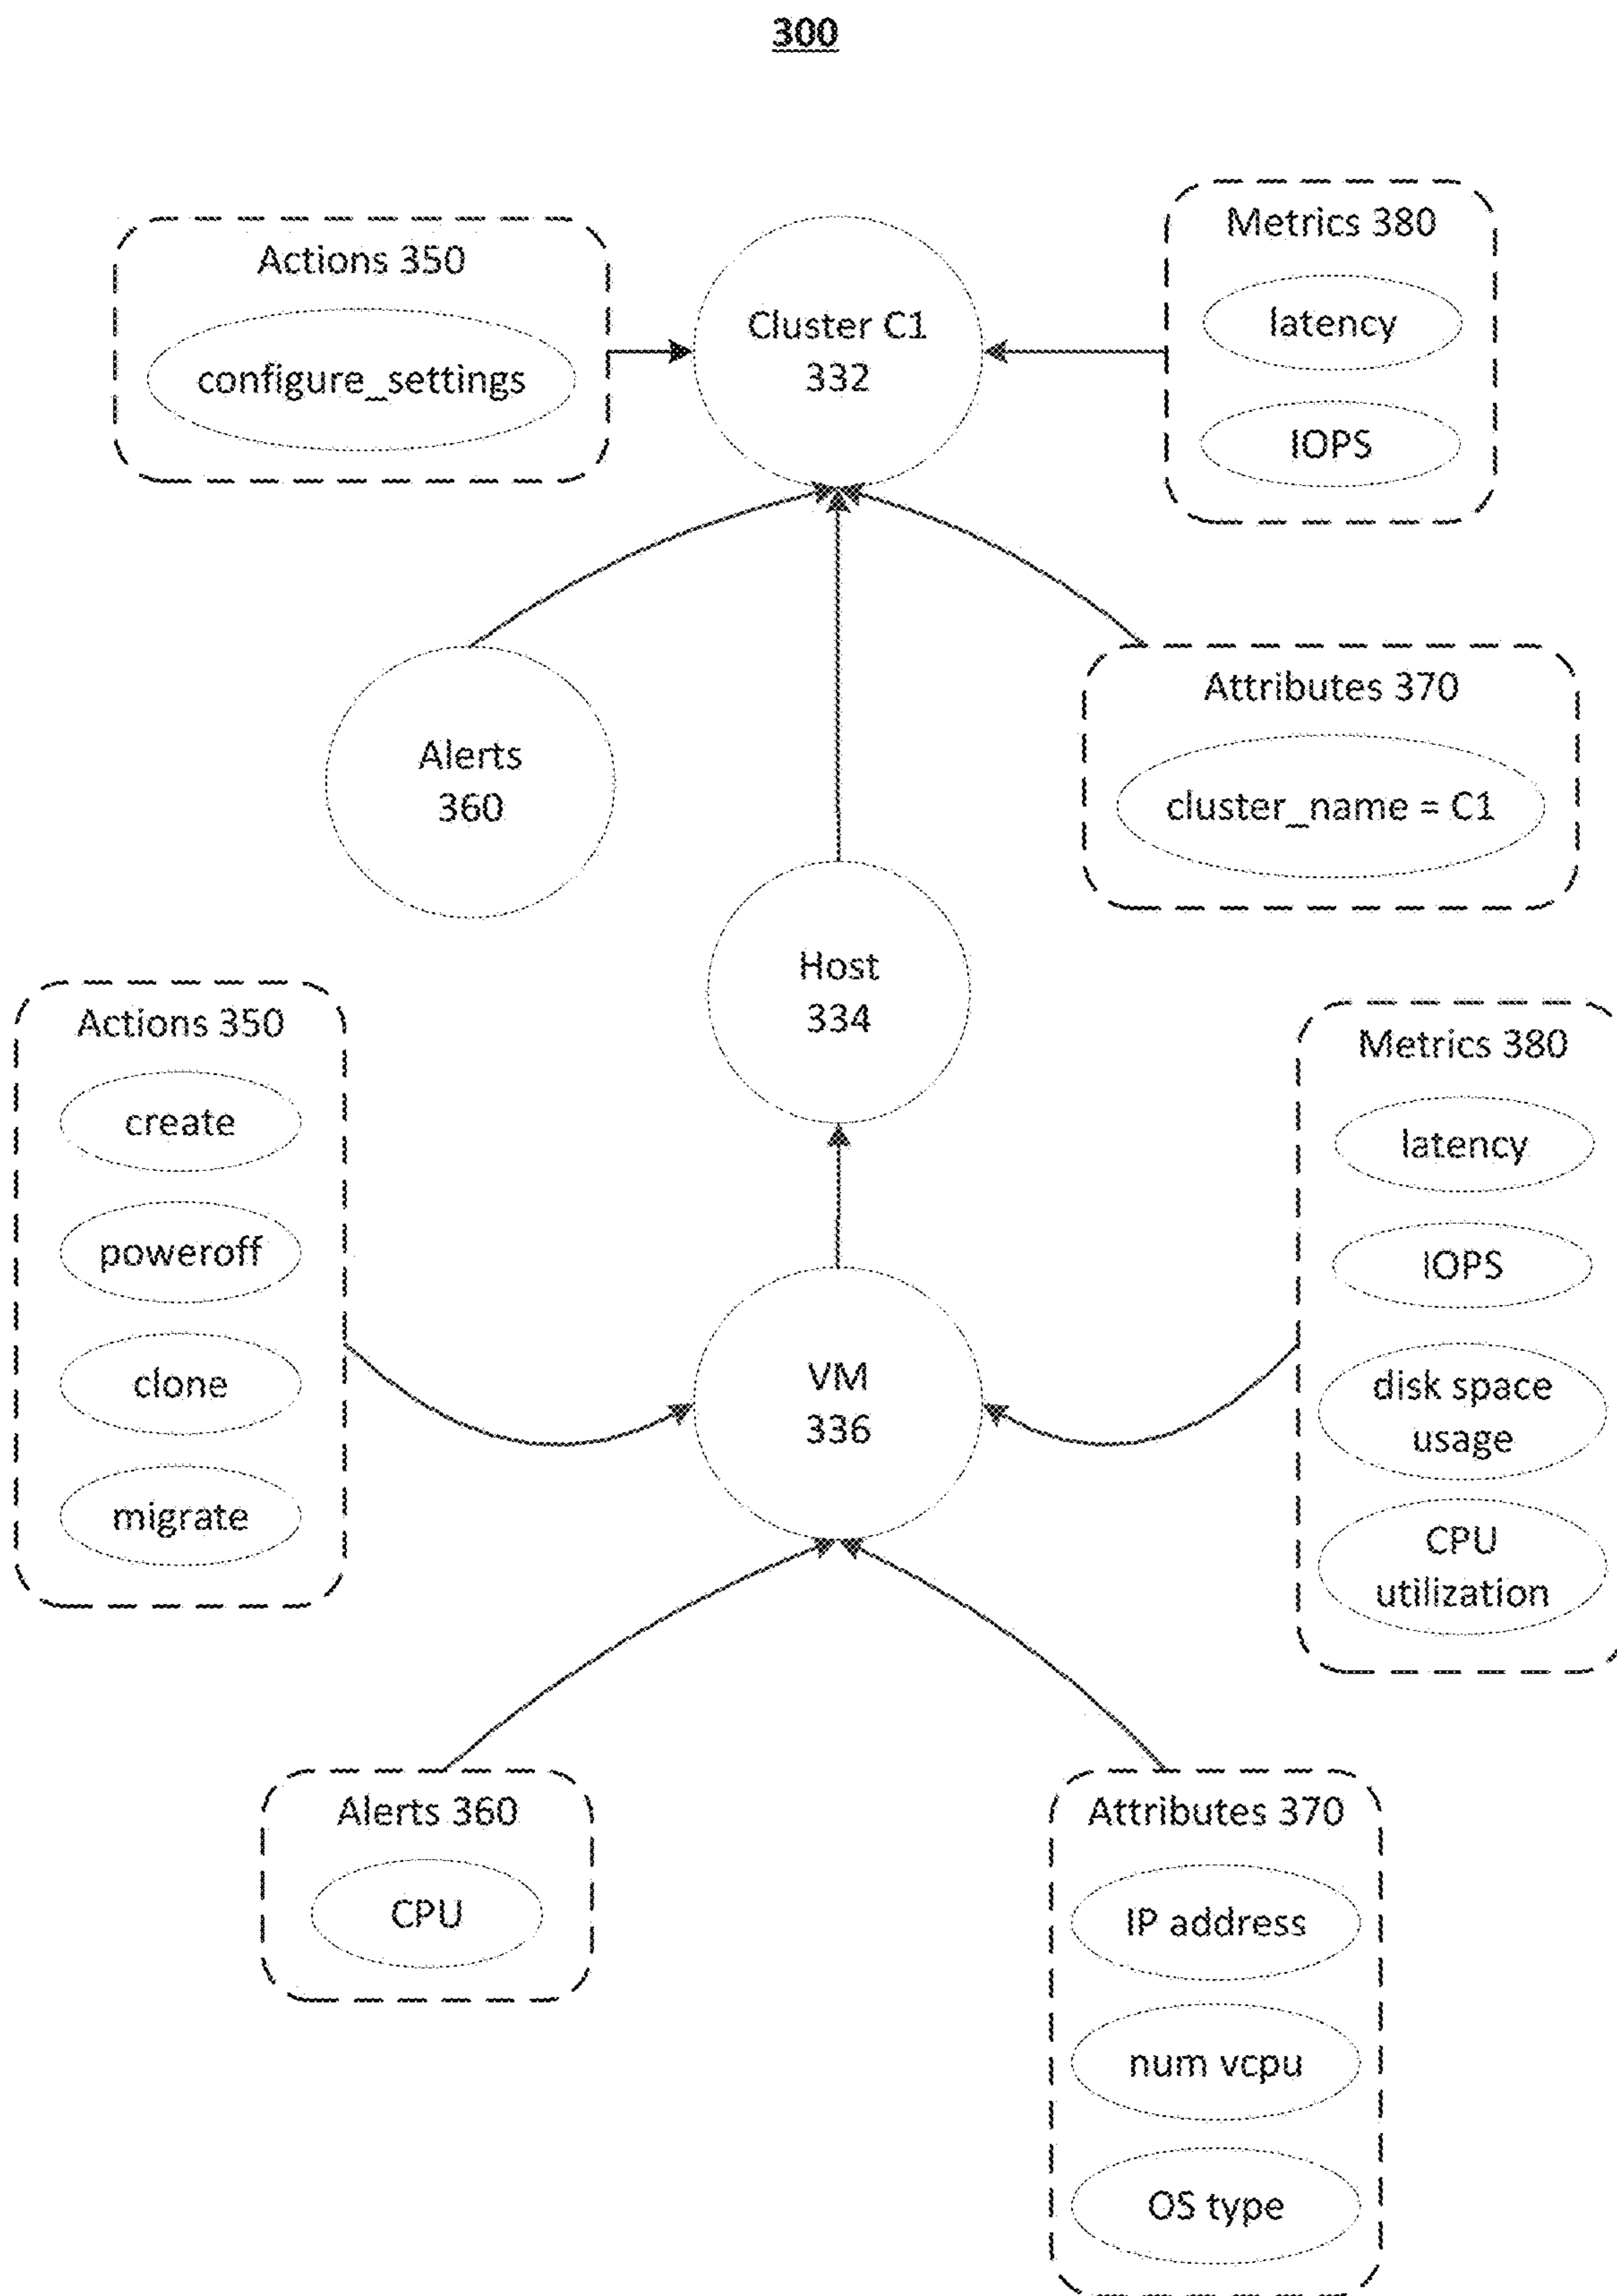 300
Actions 350
configure_settings
Cluster C1
332
Metrics 380
latency
IOPS
Alerts
360
Attributes 370
cluster_name = C1
Host
334
Actions 350
create
poweroff
clone
migrate
VM
336
Metrics 380
latency
IOPS
disk space
usage
CPU
utilization
Alerts 360
CPU
Attributes 370
IP address
num vcpu
OS type